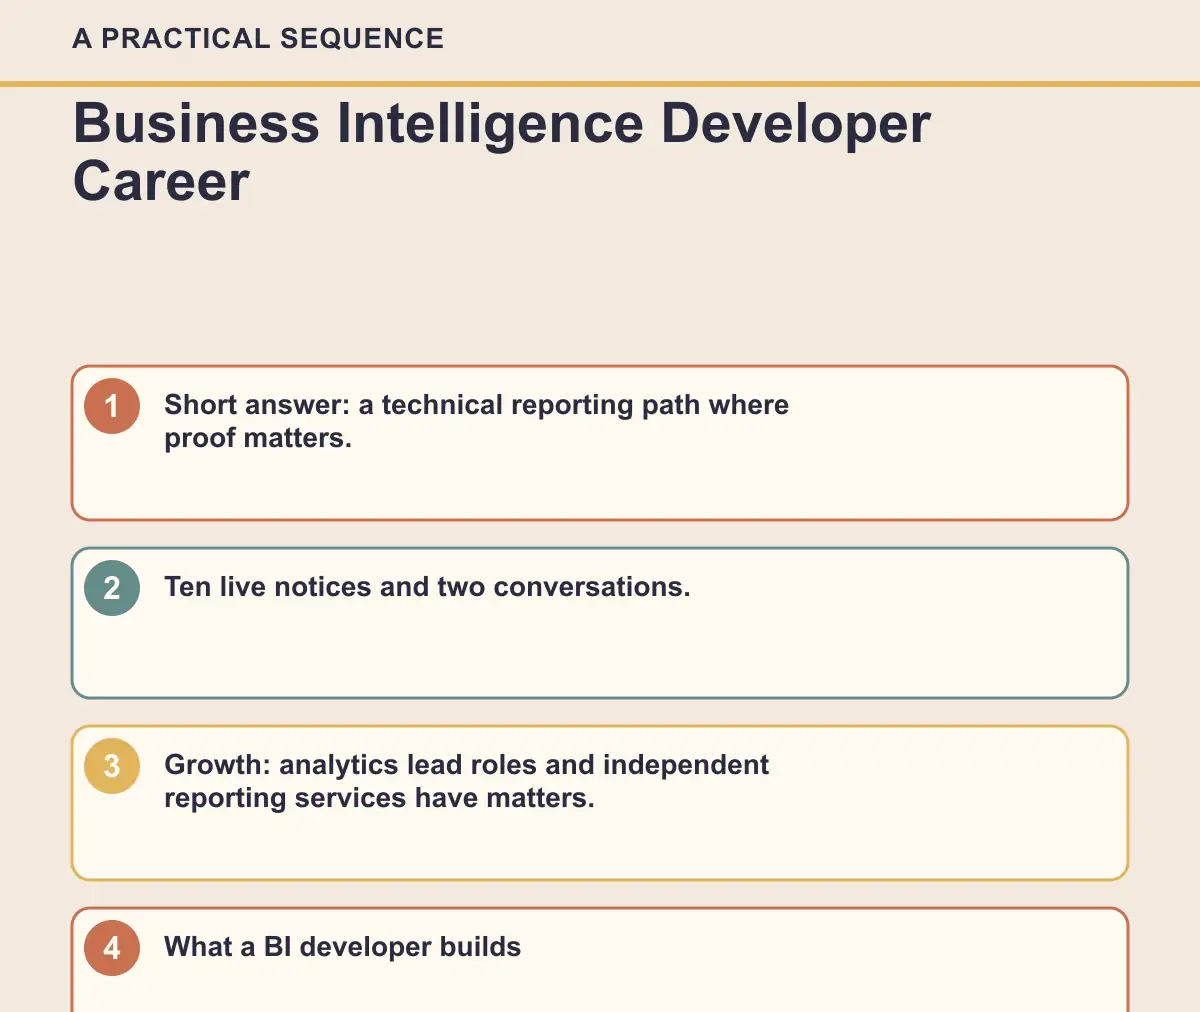 A PRACTICAL SEQUENCE
Business Intelligence Developer
Career
1
Short answer: a technical reporting path where
proof matters.
2
Ten live notices and two conversations.
3
Growth: analytics lead roles and independent
reporting services have matters.
4
What a BI developer builds